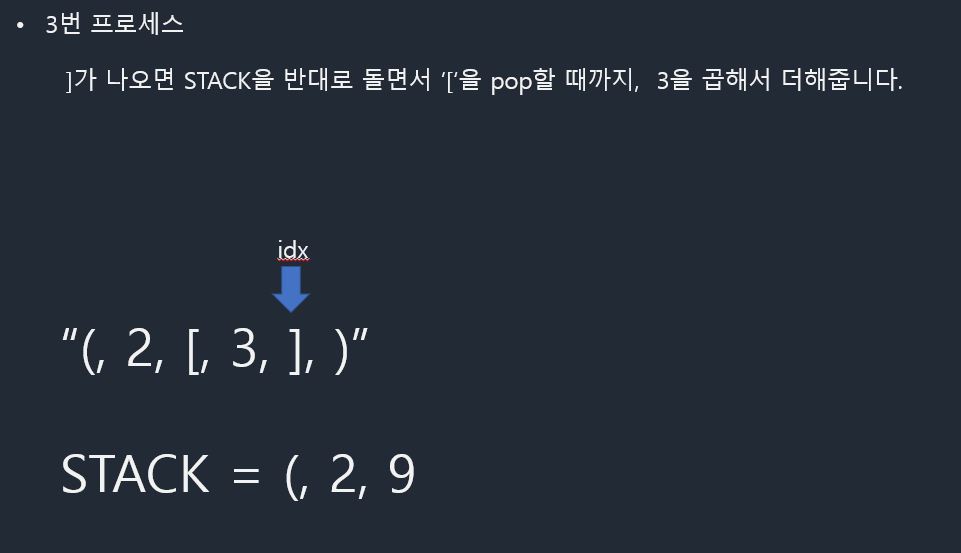 • 3번 프로세스
]가 나오면 STACK을 반대로 돌면서 ‘[‘을 pop할 때까지, 3을 곱해서 더해줍니다.
idx
“(, 2, [, 3, ], )”
STACK = (, 2, 9